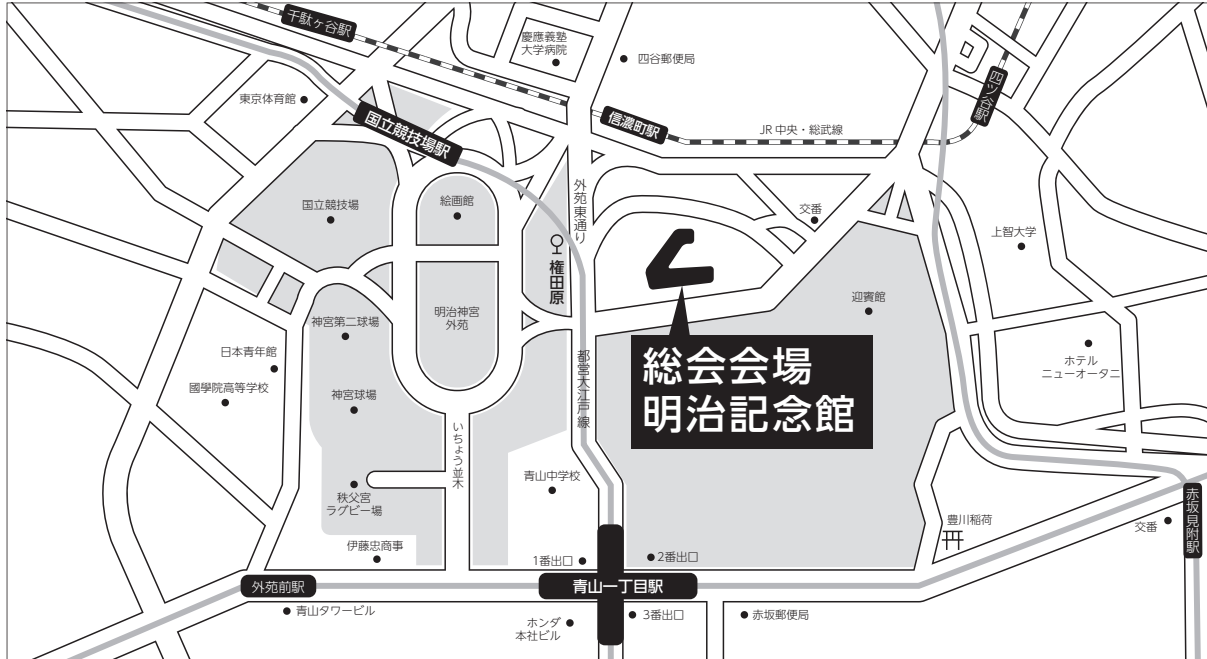 千駄ヶ谷駅
慶應義塾
大学病院
四谷郵便局
四ツ谷駅
東京体育館
国立競技場駅
信濃町駅
JR 中央・総武線
外苑東通り
国立競技場
絵画館
交番
上智大学
権田原
迎賓館
明治神宮
外苑
神宮第二球場
日本青年館
國學院高等学校
神宮球場
都営大江戸線
総会会場
明治記念館
ホテル
ニューオータニ
いちょう並木
青山中学校
秩父宮
ラグビー場
伊藤忠商事
豊川稲荷
交番
赤坂見附駅
1番出口
2番出口
外苑前駅
青山一丁目駅
青山タワービル
ホンダ
本社ビル
3番出口
赤坂郵便局